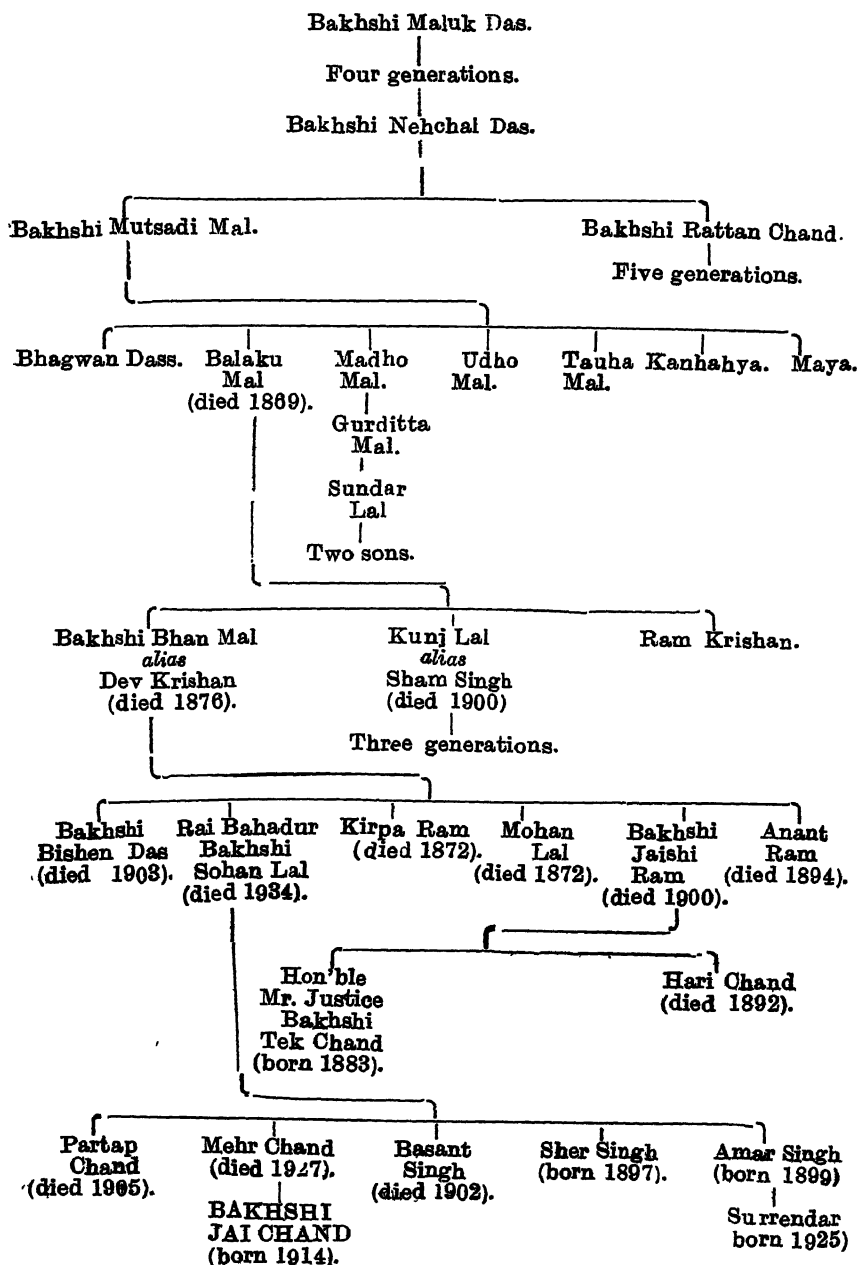 Bakhshi Maluk Das.
Four generations.
Bakhshi Nehchal Das.
Bakhshi Mutsadi Mal.
Bakhshi Rattan Chand.
Five generations.
Bhagwan Dass.
Balaku
Mal
(died 1869).
Madho
Mal.
Gurditta
Mal.
Sundar
Lal
Two sons.
Udho
Mal.
Tauha
Mal.
Kanhahya.
Maya.
Bakhshi Bhan Mal
alias
Dev Krishan
(died 1876).
Kunj Lal
alias
Sham Singh
(died 1900)
Three generations.
Ram Krishan.
Bakhshi
Bishen Das
(died 1903).
Rai Bahadur
Bakhshi
Sohan Lal
(died 1934).
Kirpa Ram
(died 1872).
Mohan
Lal
(died 1872).
Bakhshi
Jaishi
Ram
(died 1900).
Anant
Ram
(died 1894).
Hon'ble
Mr. Justice
Bakhshi
Tek Chand
(born 1883).
Hari Chand
(died 1892).
Partap
Chand
(died 1905).
Mehr Chand
(died 1927).
BAKHSHI
JAI CHAND
(born 1914).
Basant
Singh
(died 1902).
Sher Singh
(born 1897).
Amar Singh
(born 1899)
Surrendar
born 1925)